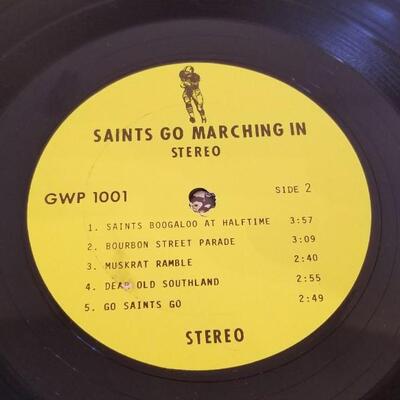 SAINTS GO MARCHING IN
STEREO
GWP 1001 SIDE 2
1. SAINTS BOOGALOO AT HALFTIME 3:57
2. BOURBON STREET PARADE 3:09
3. MUSKRAT RAMBLE 2:40
4. DEAR OLD SOUTHLAND 2:55
5. GO SAINTS GO 2:49
STEREO